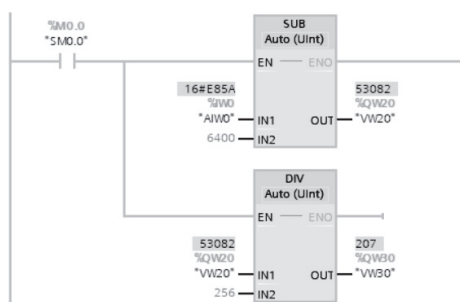 %M0.0
"SM0.0"
SUB
Auto (UInt)
EN ENO
16#E85A
%IW0
"AIW0"
IN1
6400
IN2
53082
%QW20
OUT
"VW20"
DIV
Auto (UInt)
EN ENO
53082
%QW20
"VW20"
IN1
256
IN2
207
%QW30
OUT
"VW30"